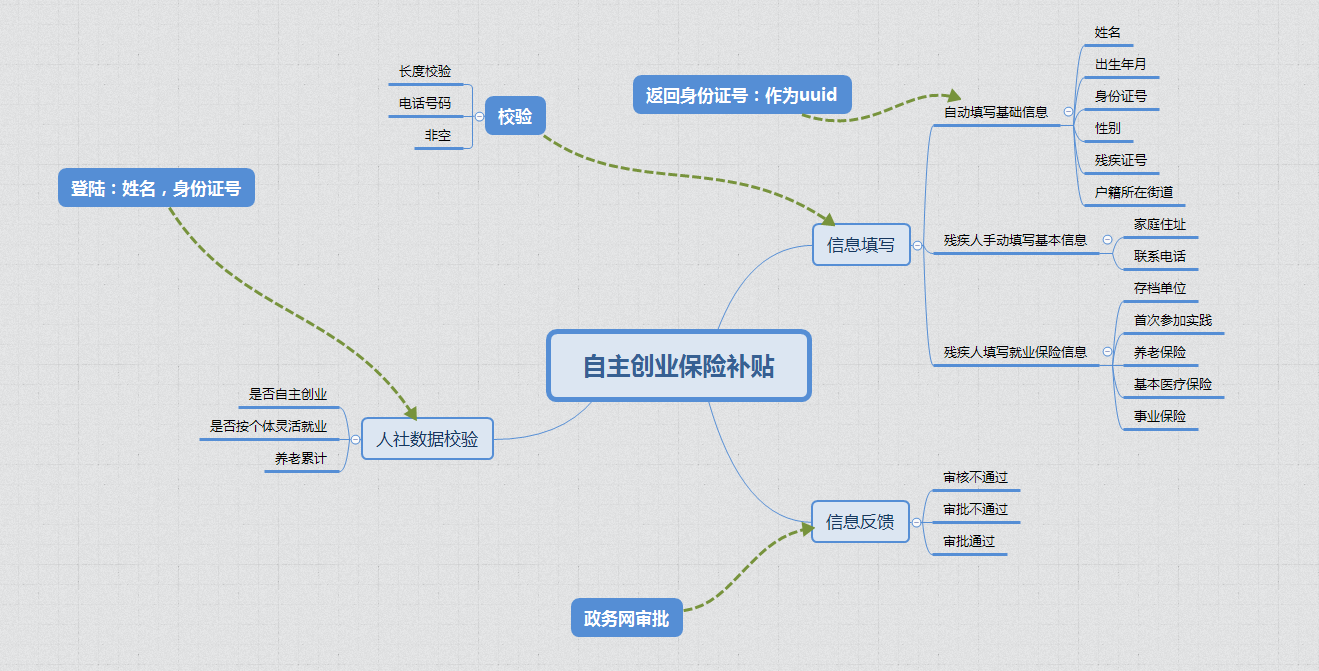 姓名
出生年月
身份证号
性别
残疾证号
户籍所在街道
返回身份证号：作为uuid
自动填写基础信息
长度校验
电话号码
非空
校验
登陆：姓名，身份证号
信息填写
残疾人手动填写基本信息
家庭住址
联系电话
残疾人填写就业保险信息
存档单位
首次参加实践
养老保险
基本医疗保险
事业保险
自主创业保险补贴
是否自主创业
是否按个体灵活就业
养老累计
人社数据校验
信息反馈
审核不通过
审批不通过
审批通过
政务网审批